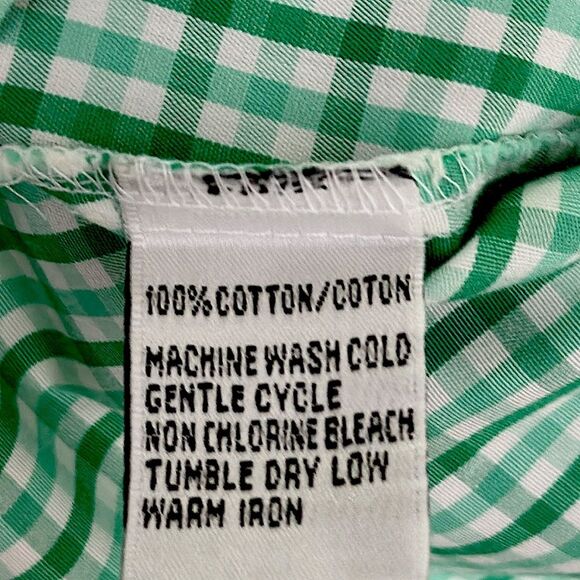 100% COTTON/COTON
MACHINE WASH COLD
GENTLE CYCLE
NON CHLORINE BLEACH
TUMBLE DRY LOW
WARM IRON